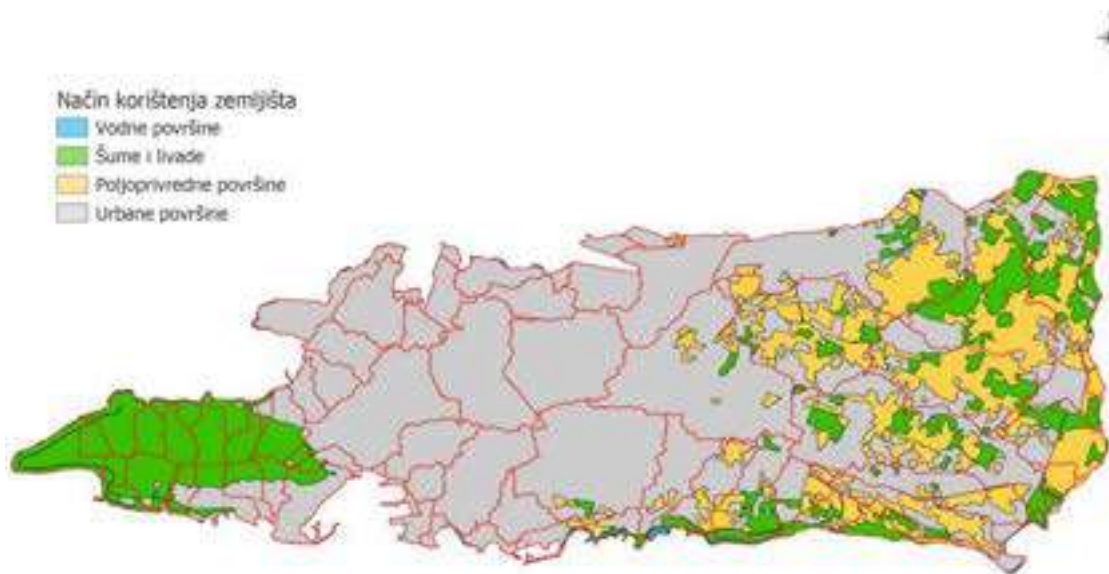 Način korištenja zemljišta
Vodne površine
Šume i livade
Poljoprivredne površine
Urbane površine